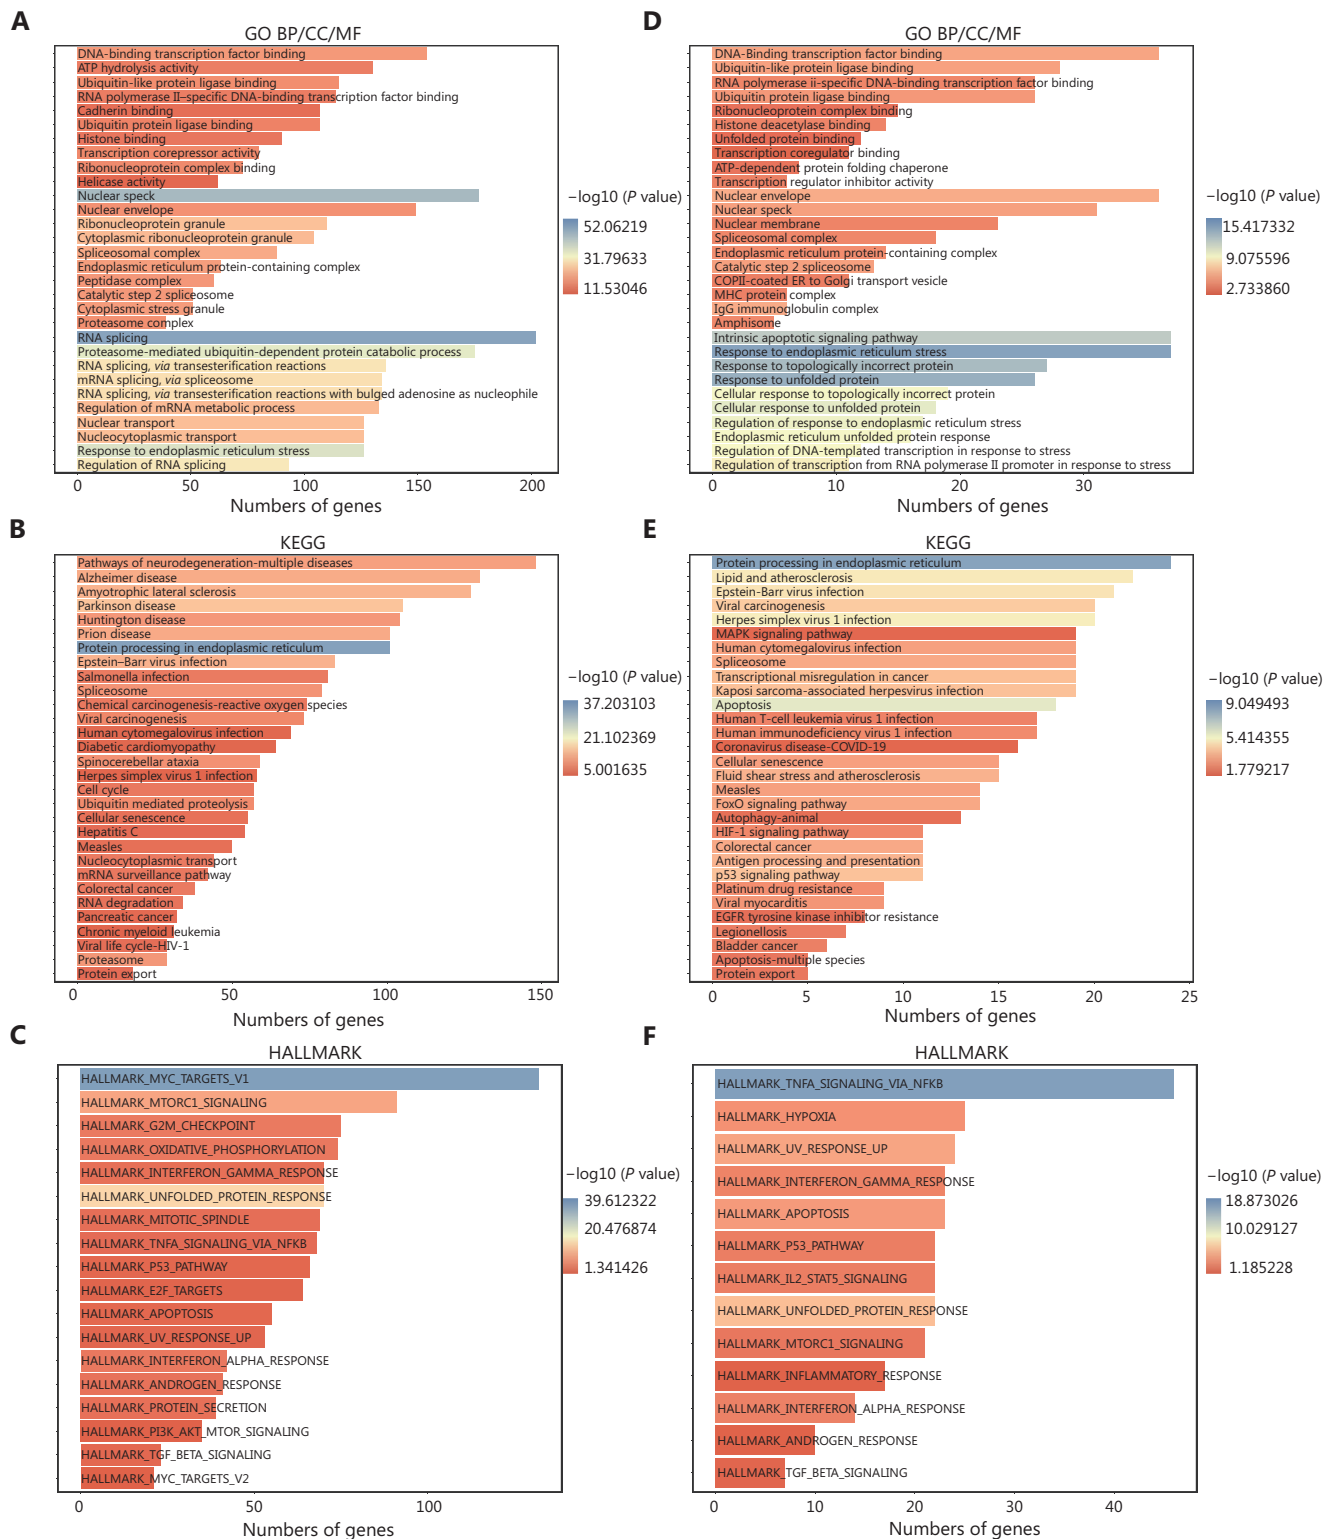 A
GO BP/CC/MF
DNA-binding transcription factor binding
ATP hydrolysis activity
Ubiquitin-like protein ligase binding
RNA polymerase II–specific DNA-binding transcription factor binding
Cadherin binding
Ubiquitin protein ligase binding
Histone binding
Transcription corepressor activity
Ribonucleoprotein complex binding
Helicase activity
Nuclear speck
Nuclear envelope
Ribonucleoprotein granule
Cytoplasmic ribonucleoprotein granule
Spliceosomal complex
Endoplasmic reticulum protein-containing complex
Peptidase complex
Catalytic step 2 spliceosome
Cytoplasmic stress granule
Proteasome complex
RNA splicing
Proteasome-mediated ubiquitin-dependent protein catabolic process
RNA splicing, via transesterification reactions
mRNA splicing, via spliceosome
RNA splicing, via transesterification reactions with bulged adenosine as nucleophile
Regulation of mRNA metabolic process
Nuclear transport
Nucleocytoplasmic transport
Response to endoplasmic reticulum stress
Regulation of RNA splicing
0 50 100 150 200
Numbers of genes
−log10 (P value)
52.06219
31.79633
11.53046
D
GO BP/CC/MF
DNA-Binding transcription factor binding
Ubiquitin-like protein ligase binding
RNA polymerase ii-specific DNA-binding transcription factor binding
Ubiquitin protein ligase binding
Ribonucleoprotein complex binding
Histone deacetylase binding
Unfolded protein binding
Transcription coregulator binding
ATP-dependent protein folding chaperone
Transcription regulator inhibitor activity
Nuclear envelope
Nuclear speck
Nuclear membrane
Spliceosomal complex
Endoplasmic reticulum protein-containing complex
Catalytic step 2 spliceosome
COPII-coated ER to Golgi transport vesicle
MHC protein complex
IgG immunoglobulin complex
Amphisome
Intrinsic apoptotic signaling pathway
Response to endoplasmic reticulum stress
Response to topologically incorrect protein
Response to unfolded protein
Cellular response to topologically incorrect protein
Cellular response to unfolded protein
Regulation of response to endoplasmic reticulum stress
Endoplasmic reticulum unfolded protein response
Regulation of DNA-templated transcription in response to stress
Regulation of transcription from RNA polymerase II promoter in response to stress
0 10 20 30
Numbers of genes
−log10 (P value)
15.417332
9.075596
2.733860
B
KEGG
Pathways of neurodegeneration-multiple diseases
Alzheimer disease
Amyotrophic lateral sclerosis
Parkinson disease
Huntington disease
Prion disease
Protein processing in endoplasmic reticulum
Epstein–Barr virus infection
Salmonella infection
Spliceosome
Chemical carcinogenesis-reactive oxygen species
Viral carcinogenesis
Human cytomegalovirus infection
Diabetic cardiomyopathy
Spinocerebellar ataxia
Herpes simplex virus 1 infection
Cell cycle
Ubiquitin mediated proteolysis
Cellular senescence
Hepatitis C
Measles
Nucleocytoplasmic transport
mRNA surveillance pathway
Colorectal cancer
RNA degradation
Pancreatic cancer
Chronic myeloid leukemia
Viral life cycle-HIV-1
Proteasome
Protein export
0 50 100 150
Numbers of genes
−log10 (P value)
37.203103
21.102369
5.001635
E
KEGG
Protein processing in endoplasmic reticulum
Lipid and atherosclerosis
Epstein-Barr virus infection
Viral carcinogenesis
Herpes simplex virus 1 infection
MAPK signaling pathway
Human cytomegalovirus infection
Spliceosome
Transcriptional misregulation in cancer
Kaposi sarcoma-associated herpesvirus infection
Apoptosis
Human T-cell leukemia virus 1 infection
Human immunodeficiency virus 1 infection
Coronavirus disease-COVID-19
Cellular senescence
Fluid shear stress and atherosclerosis
Measles
FoxO signaling pathway
Autophagy-animal
HIF-1 signaling pathway
Colorectal cancer
Antigen processing and presentation
p53 signaling pathway
Platinum drug resistance
Viral myocarditis
EGFR tyrosine kinase inhibitor resistance
Legionellosis
Bladder cancer
Apoptosis-multiple species
Protein export
0 5 10 15 20 25
Numbers of genes
−log10 (P value)
9.049493
5.414355
1.779217
C
HALLMARK
HALLMARK_MYC_TARGETS_V1
HALLMARK_MTORC1_SIGNALING
HALLMARK_G2M_CHECKPOINT
HALLMARK_OXIDATIVE_PHOSPHORYLATION
HALLMARK_INTERFERON_GAMMA_RESPONSE
HALLMARK_UNFOLDED_PROTEIN_RESPONSE
HALLMARK_MITOTIC_SPINDLE
HALLMARK_TNFA_SIGNALING_VIA_NFKB
HALLMARK_P53_PATHWAY
HALLMARK_E2F_TARGETS
HALLMARK_APOPTOSIS
HALLMARK_UV_RESPONSE_UP
HALLMARK_INTERFERON_ALPHA_RESPONSE
HALLMARK_ANDROGEN_RESPONSE
HALLMARK_PROTEIN_SECRETION
HALLMARK_PI3K_AKT_MTOR_SIGNALING
HALLMARK_TGF_BETA_SIGNALING
HALLMARK_MYC_TARGETS_V2
0 50 100
Numbers of genes
−log10 (P value)
39.612322
20.476874
1.341426
F
HALLMARK
HALLMARK_TNFA_SIGNALING_VIA_NFKB
HALLMARK_HYPOXIA
HALLMARK_UV_RESPONSE_UP
HALLMARK_INTERFERON_GAMMA_RESPONSE
HALLMARK_APOPTOSIS
HALLMARK_P53_PATHWAY
HALLMARK_IL2_STAT5_SIGNALING
HALLMARK_UNFOLDED_PROTEIN_RESPONSE
HALLMARK_MTORC1_SIGNALING
HALLMARK_INFLAMMATORY_RESPONSE
HALLMARK_INTERFERON_ALPHA_RESPONSE
HALLMARK_ANDROGEN_RESPONSE
HALLMARK_TGF_BETA_SIGNALING
0 10 20 30 40
Numbers of genes
−log10 (P value)
18.873026
10.029127
1.185228